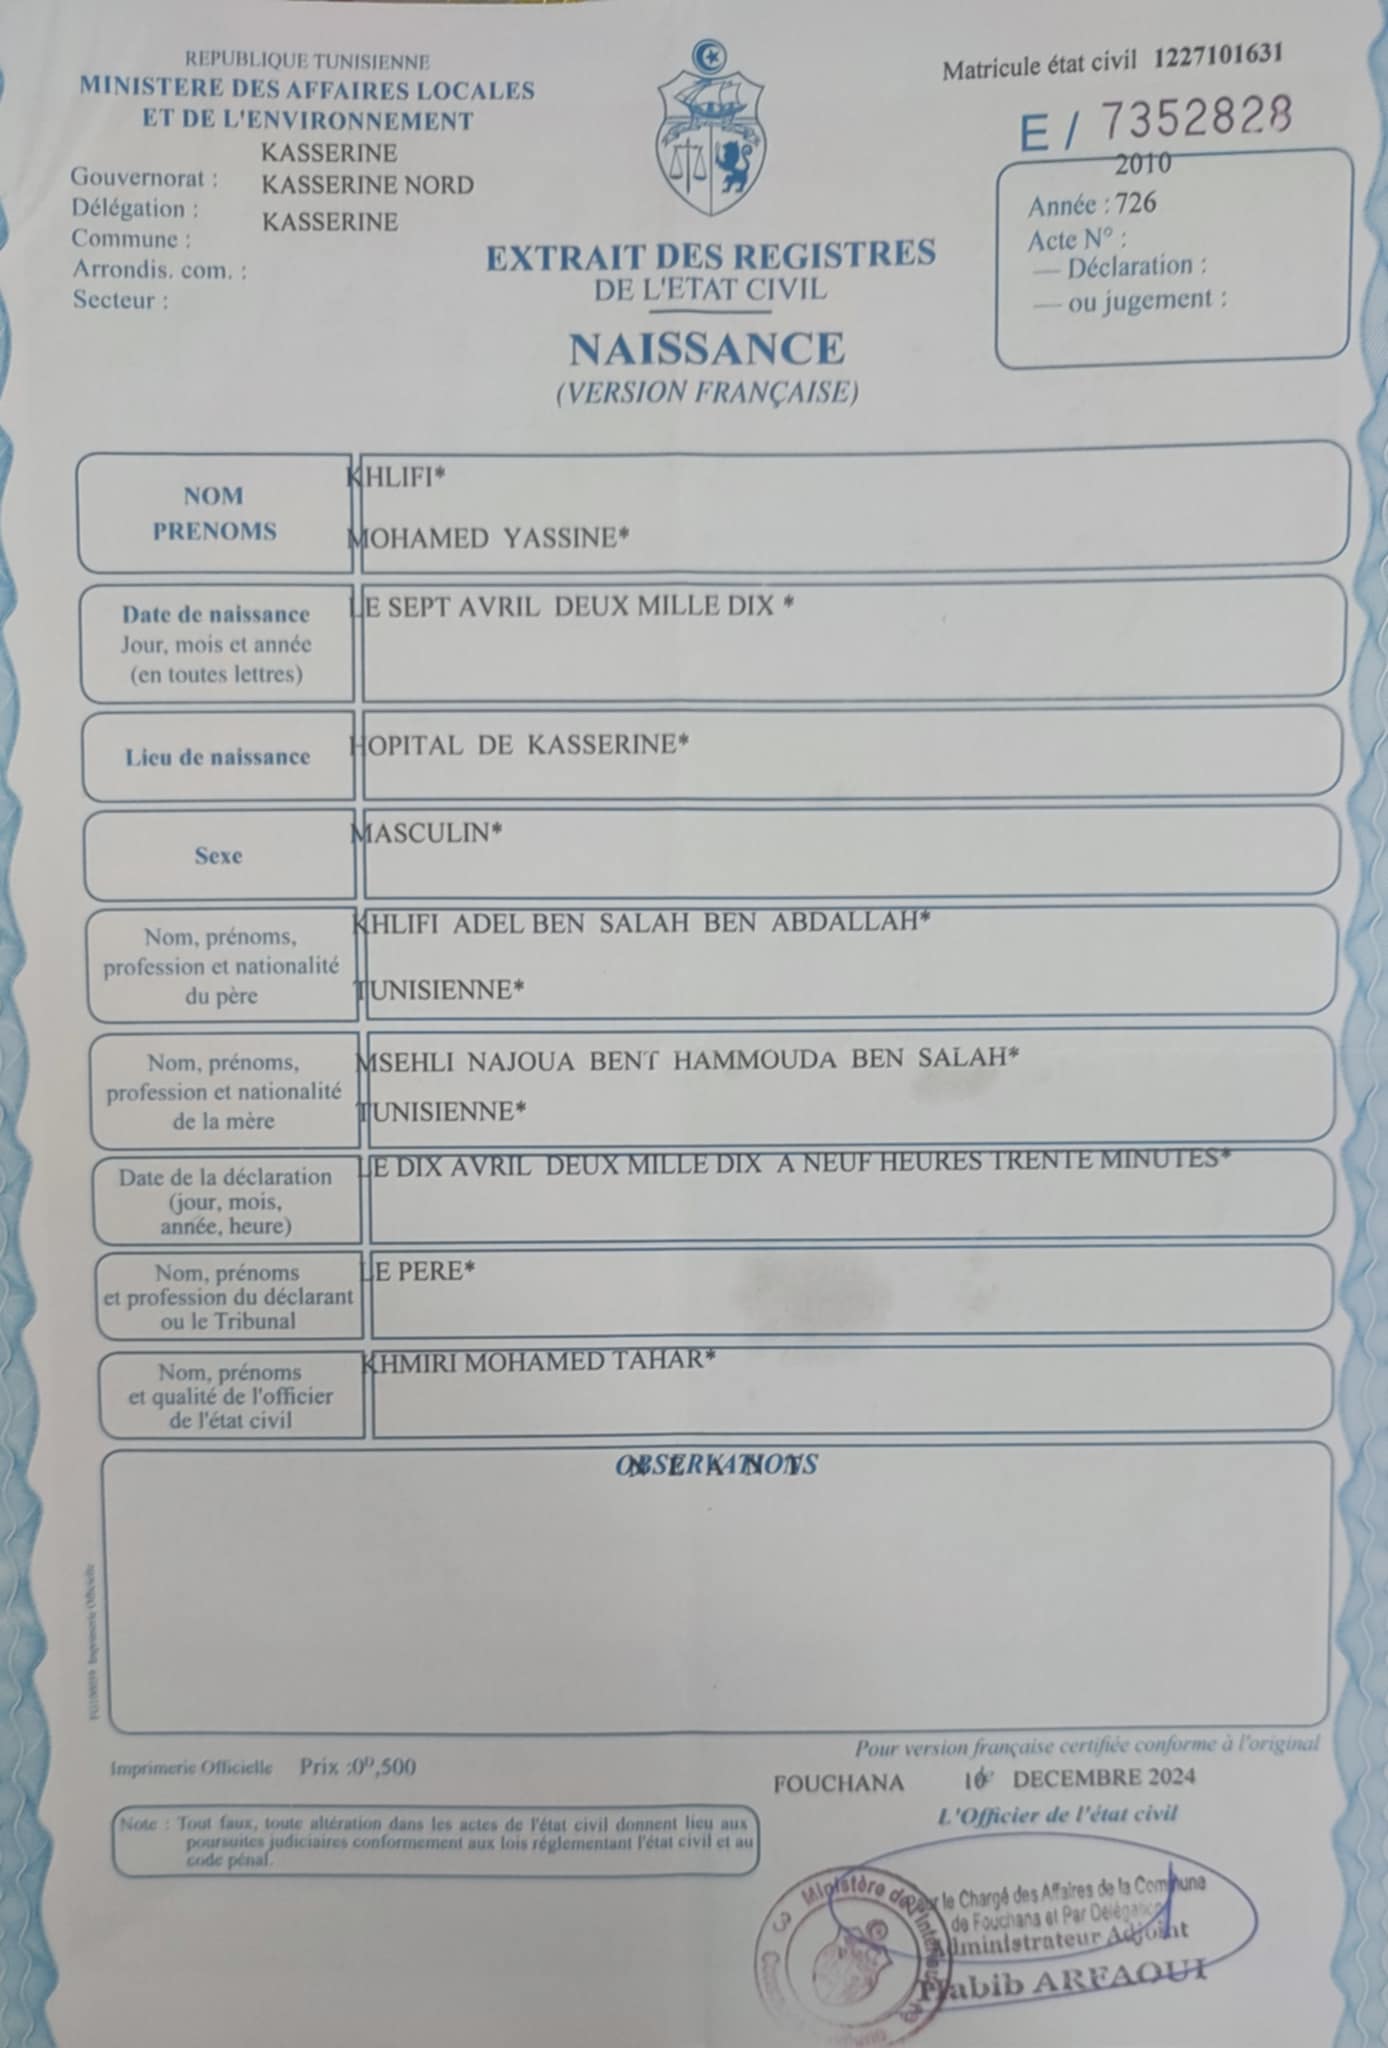 REPUBLIQUE TUNISIENNE
MINISTERE DES AFFAIRES LOCALES
ET DE L'ENVIRONNEMENT
KASSERINE
Gouvernorat :
KASSERINE NORD
Délégation :
KASSERINE
Commune :
Arrondis. com. :
Secteur :
Matricule état civil 1227101631
E / 7352828
2010
Année : 726
Acte N° :
— Déclaration :
— ou jugement :
EXTRAIT DES REGISTRES
DE L'ETAT CIVIL
NAISSANCE
(VERSION FRANÇAISE)
NOM
PRENOMS
KHLIFI*
MOHAMED YASSINE*
Date de naissance
Jour, mois et année
(en toutes lettres)
LE SEPT AVRIL DEUX MILLE DIX *
Lieu de naissance
HOPITAL DE KASSERINE*
Sexe
MASCULIN*
Nom, prénoms,
profession et nationalité
du père
KHLIFI ADEL BEN SALAH BEN ABDALLAH*
TUNISIENNE*
Nom, prénoms,
profession et nationalité
de la mère
MSEHLI NAJOUA BENT HAMMOUDA BEN SALAH*
TUNISIENNE*
Date de la déclaration
(jour, mois,
année, heure)
LE DIX AVRIL DEUX MILLE DIX A NEUF HEURES TRENTE MINUTES*
Nom, prénoms
et profession du déclarant
ou le Tribunal
LE PERE*
Nom, prénoms
et qualité de l'officier
de l'état civil
KHMIRI MOHAMED TAHAR*
OBSERVATIONS
N E A N T
Imprimerie Officielle
Imprimerie Officielle Prix :0ᴰ,500
Pour version française certifiée conforme à l'original
FOUCHANA DECEMBRE 2024
L'Officier de l'état civil
Note : Tout faux, toute altération dans les actes de l'état civil donnent lieu aux
poursuites judiciaires conformement aux lois réglementant l'état civil et au
code pénal.
Ministère de l'Intérieur
le Chargé des Affaires de la Commune
de Fouchana et Par Délégation
Administrateur Adjoint
Habib ARFAOUI